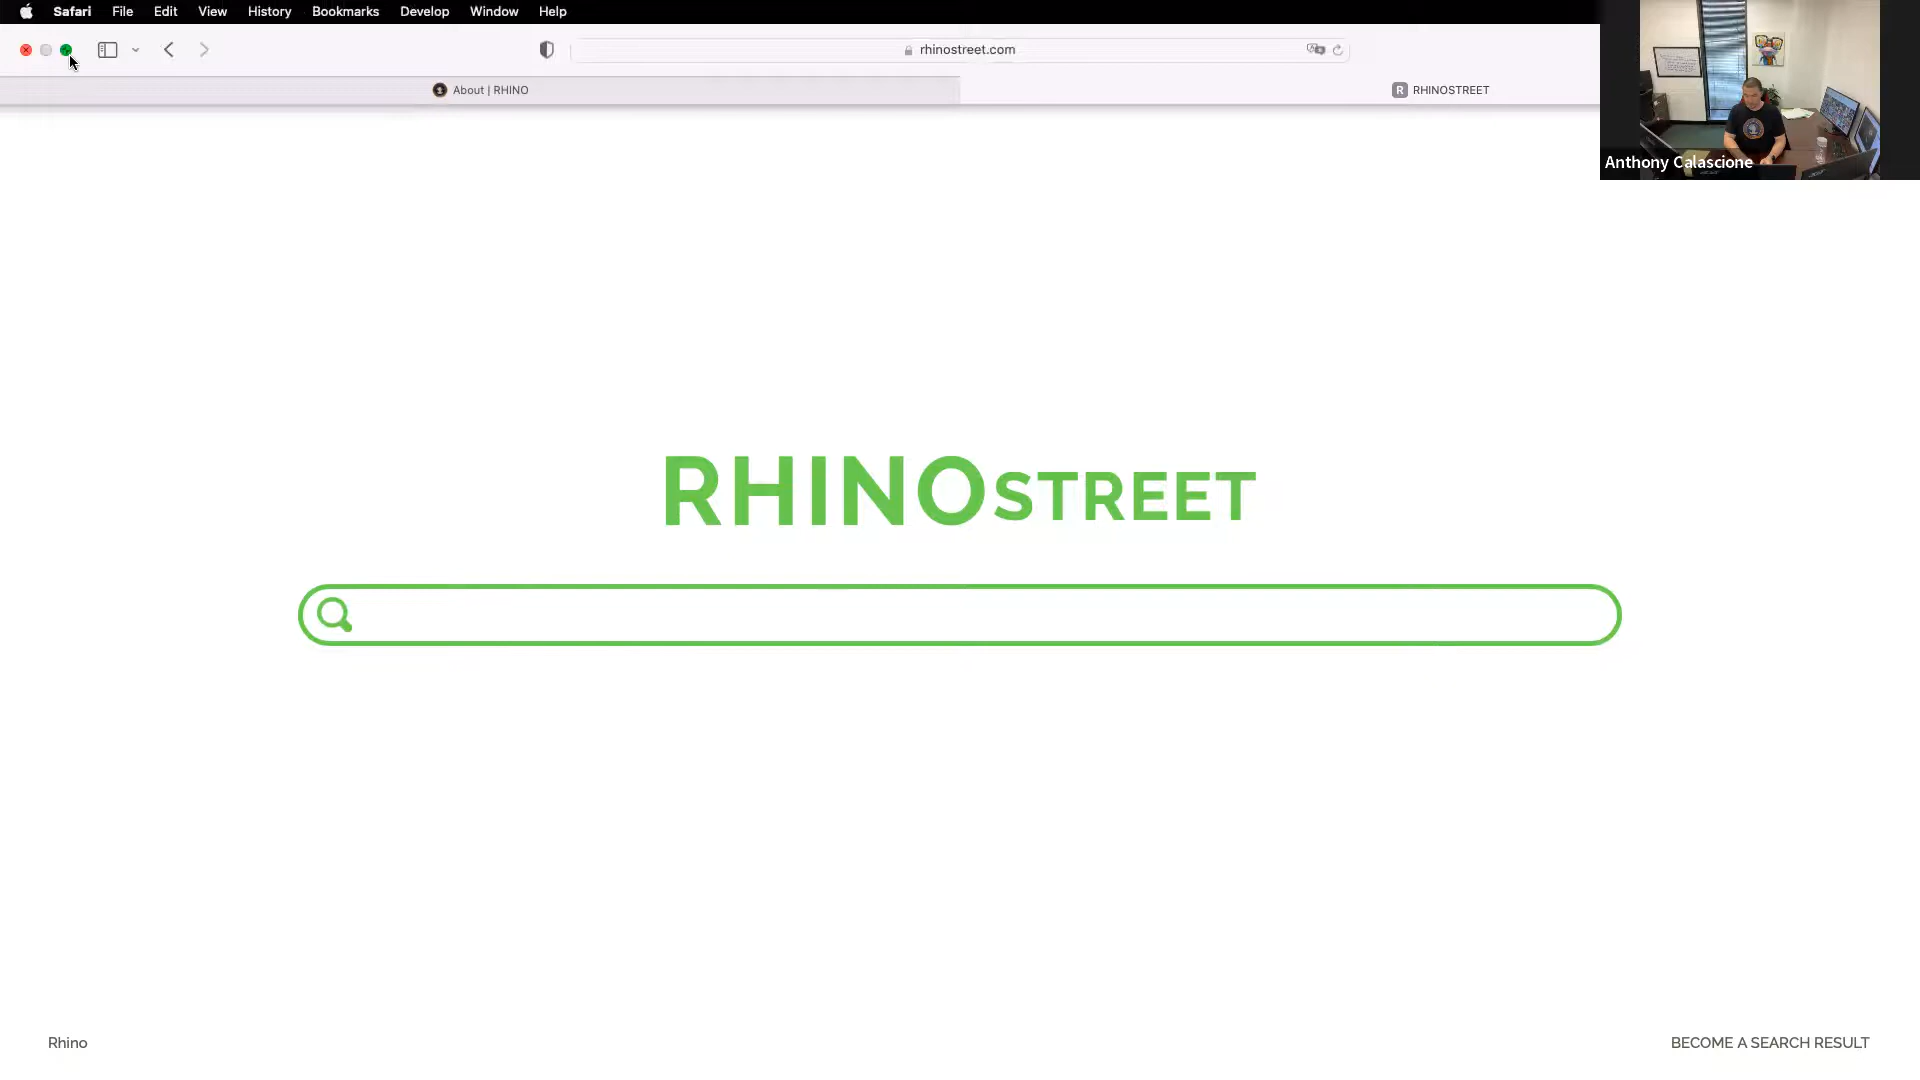 Safari File Edit View History Bookmarks Develop Window Help
rhinostreet.com
About | RHINO
R RHINOSTREET
Anthony Calascione
RHINOSTREET
Rhino
BECOME A SEARCH RESULT